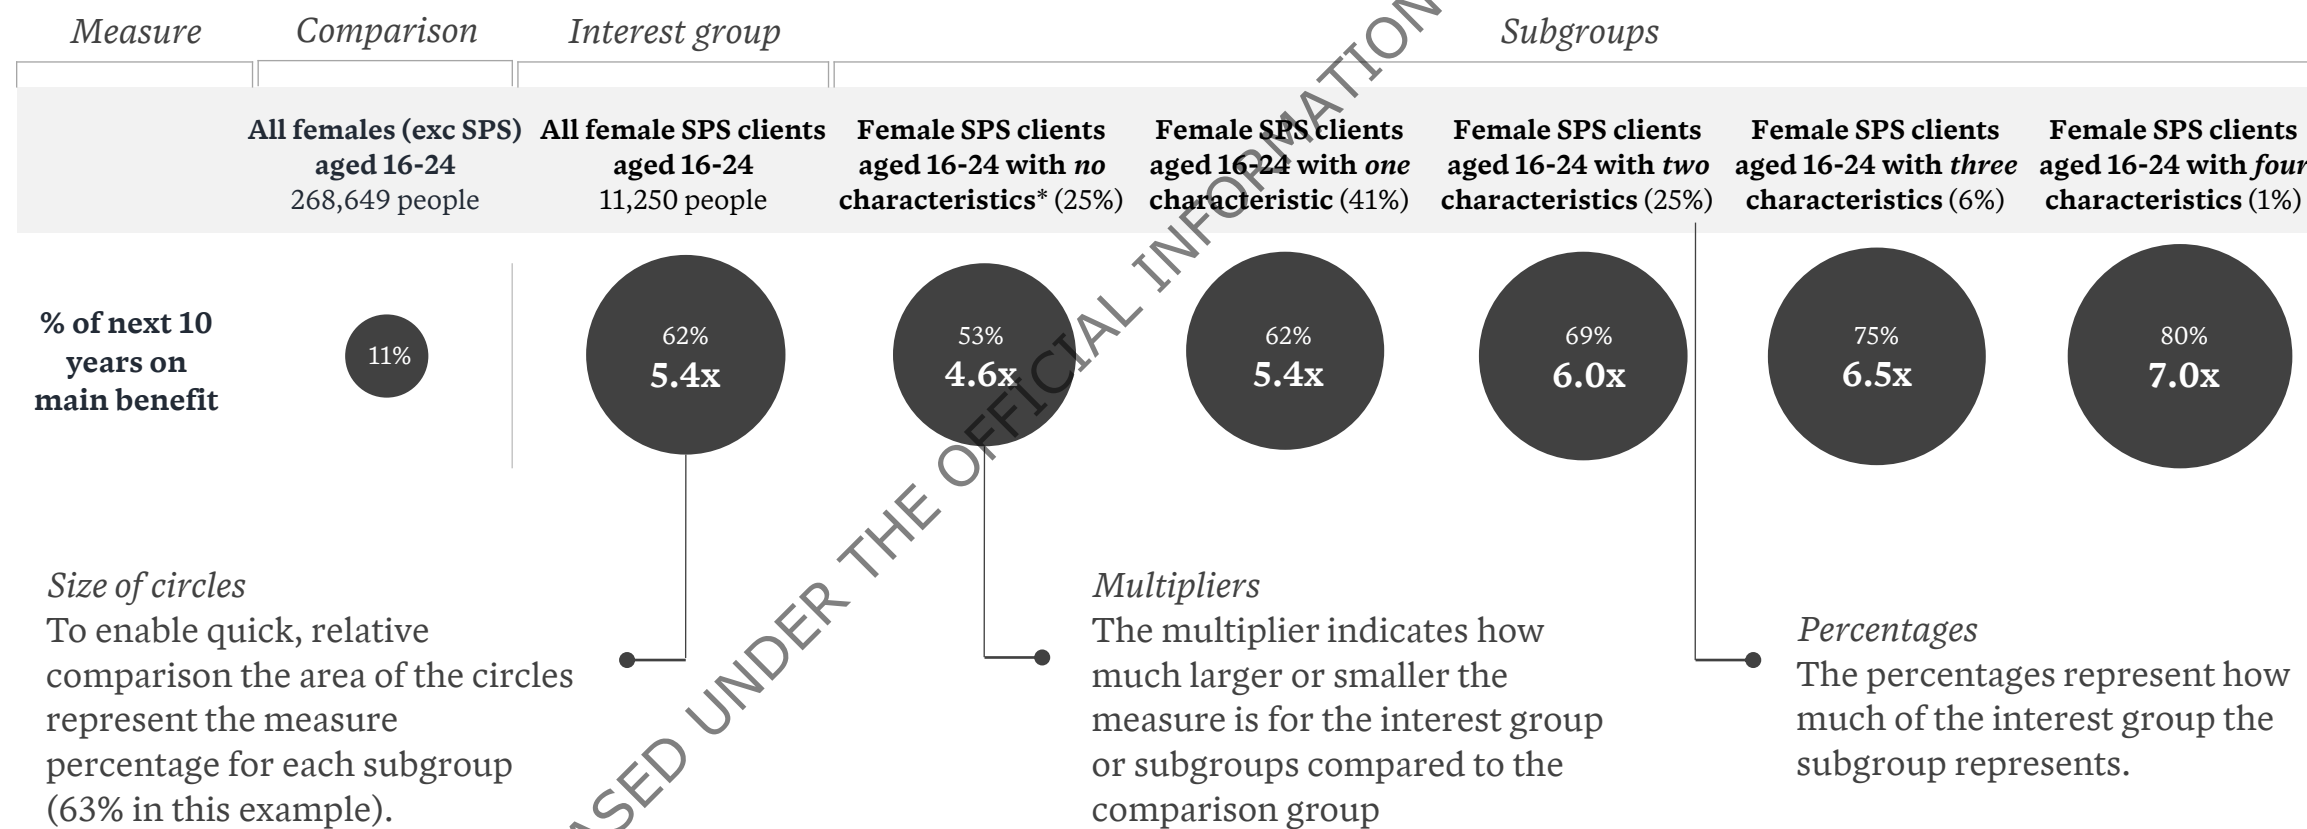 Measure
Comparison
Interest group
Subgroups
All females (exc SPS)
aged 16-24
268,649 people
All female SPS clients
aged 16-24
11,250 people
Female SPS clients
aged 16-24 with no
characteristics* (25%)
Female SPS clients
aged 16-24 with one
characteristic (41%)
Female SPS clients
aged 16-24 with two
characteristics (25%)
Female SPS clients
aged 16-24 with three
characteristics (6%)
Female SPS clients
aged 16-24 with four
characteristics (1%)
% of next 10
years on
main benefit
11%
62%
5.4x
53%
4.6x
62%
5.4x
69%
6.0x
75%
6.5x
80%
7.0x
Size of circles
To enable quick, relative
comparison the area of the circles
represent the measure
percentage for each subgroup
(63% in this example).
Multipliers
The multiplier indicates how
much larger or smaller the
measure is for the interest group
or subgroups compared to the
comparison group
Percentages
The percentages represent how
much of the interest group the
subgroup represents.
ASED UNDER THE OFFICIAL INFORMATION